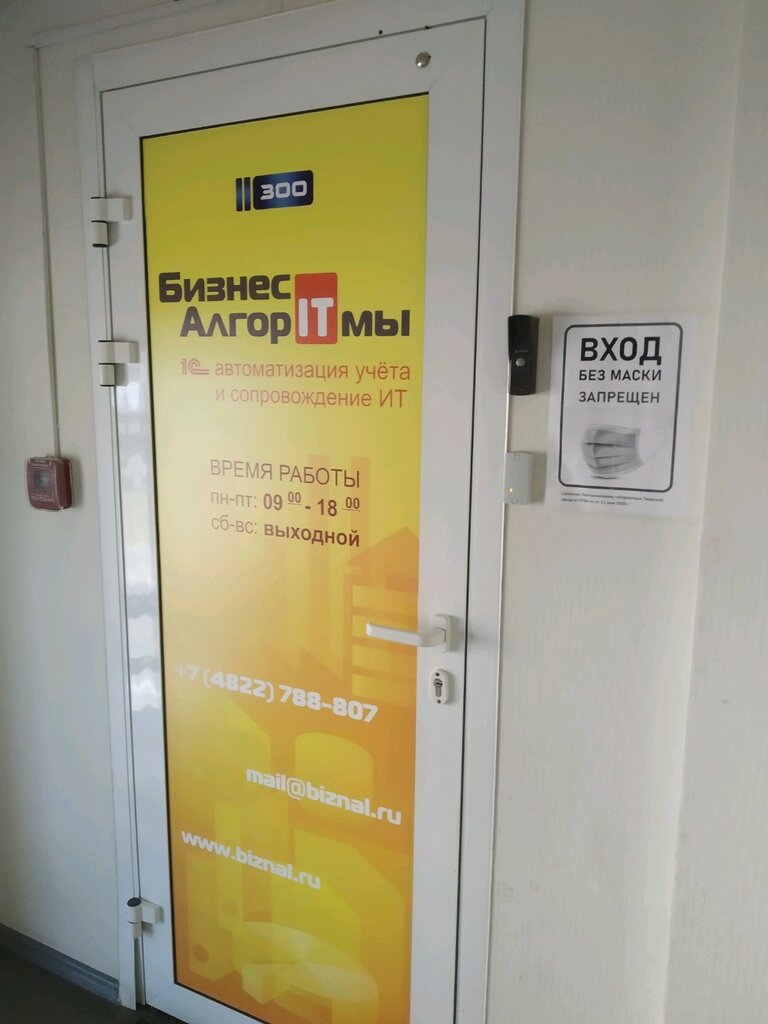 300
Бизнес
АлгорITмы
1С автоматизация учёта
и сопровождение ИТ
ВРЕМЯ РАБОТЫ
пн-пт: 09 00 - 18 00
сб-вс: выходной
+7 (4822) 788-807
mail@biznal.ru
www.biznal.ru
ВХОД
БЕЗ МАСКИ
ЗАПРЕЩЕН